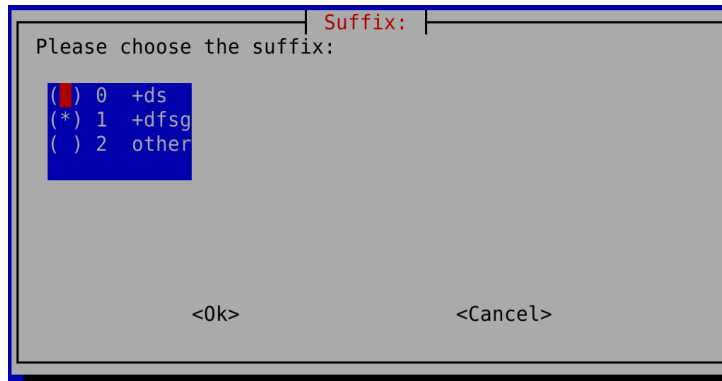 Suffix:
Please choose the suffix:
( ) 0 +ds
(*) 1 +dfsg
( ) 2 other
<Ok> <Cancel>